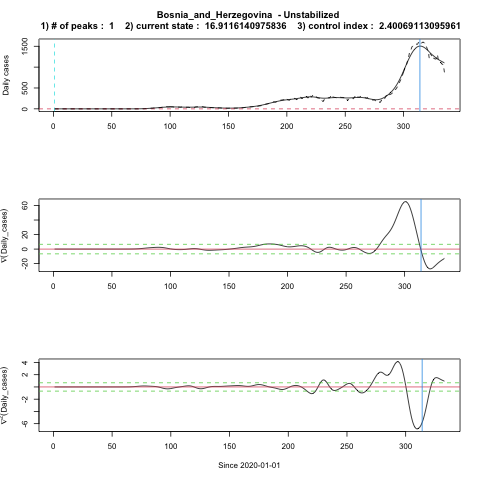 Bosnia_and_Herzegovina - Unstabilized
1) # of peaks : 1 2) current state : 16.9116140975836 3) control index : 2.40069113095961
Daily cases
1500
500
0
0 50 100 150 200 250 300
∇(Daily_cases)
60
20
0
-20
0 50 100 150 200 250 300
∇²(Daily_cases)
4
2
-2
-6
0 50 100 150 200 250 300
Since 2020-01-01